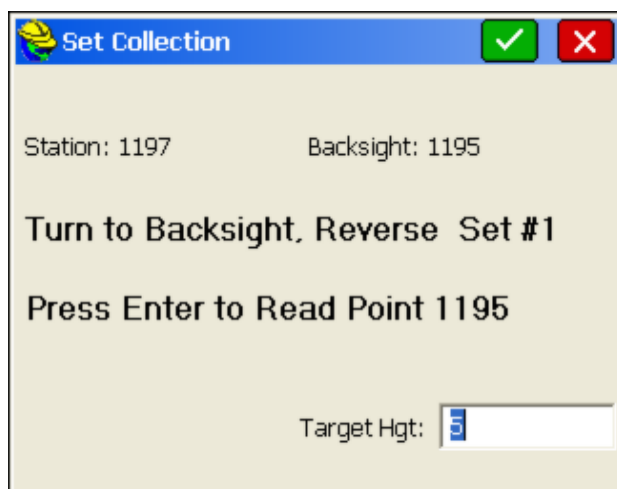 Set Collection
Station: 1197 Backsight: 1195
Turn to Backsight, Reverse Set #1
Press Enter to Read Point 1195
Target Hgt: 5